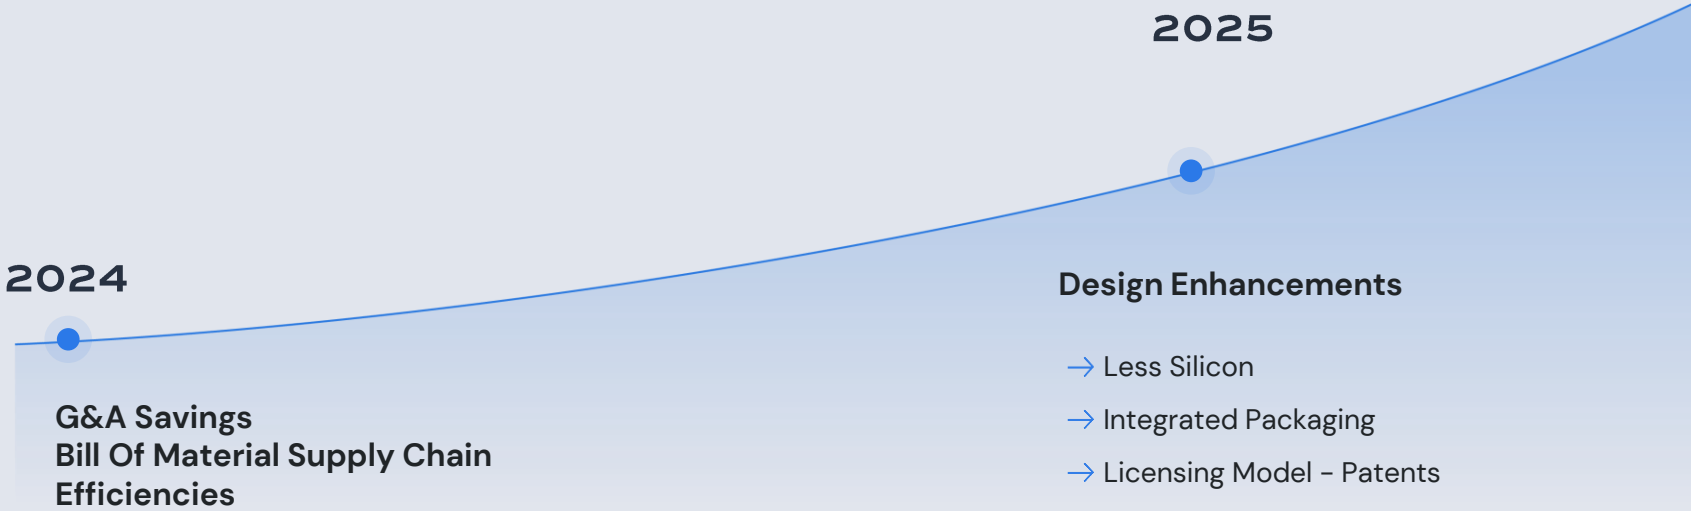 2024
G&A Savings
Bill Of Material Supply Chain
Efficiencies
2025
Design Enhancements
Less Silicon
Integrated Packaging
Licensing Model - Patents